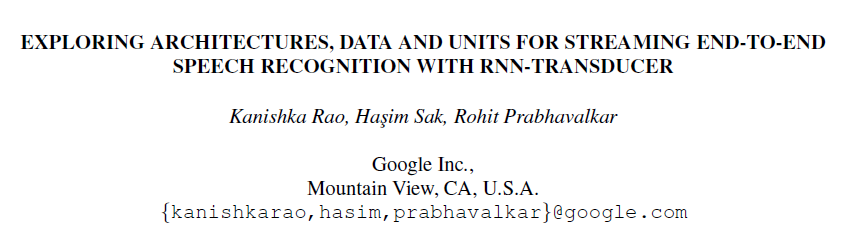 EXPLORING ARCHITECTURES, DATA AND UNITS FOR STREAMING END-TO-END
SPEECH RECOGNITION WITH RNN-TRANSDUCER
Kanishka Rao, Haşim Sak, Rohit Prabhavalkar
Google Inc.,
Mountain View, CA, U.S.A.
{kanishkarao,hasim,prabhavalkar}@google.com